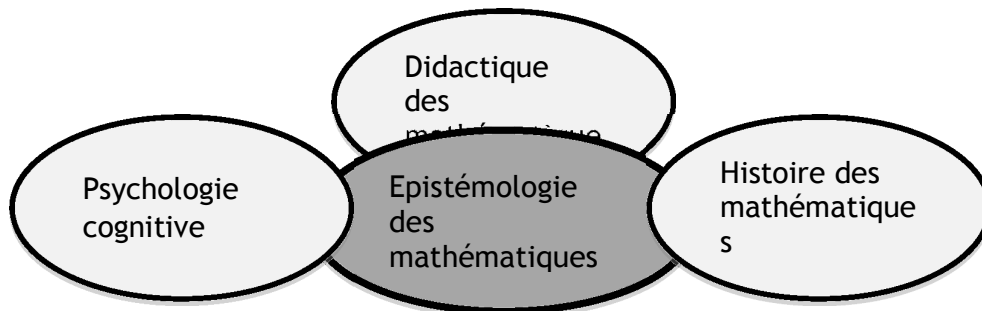 Didactique
des
Psychologie
cognitive
Epistémologie
des
mathématiques
Histoire des
mathématique
s